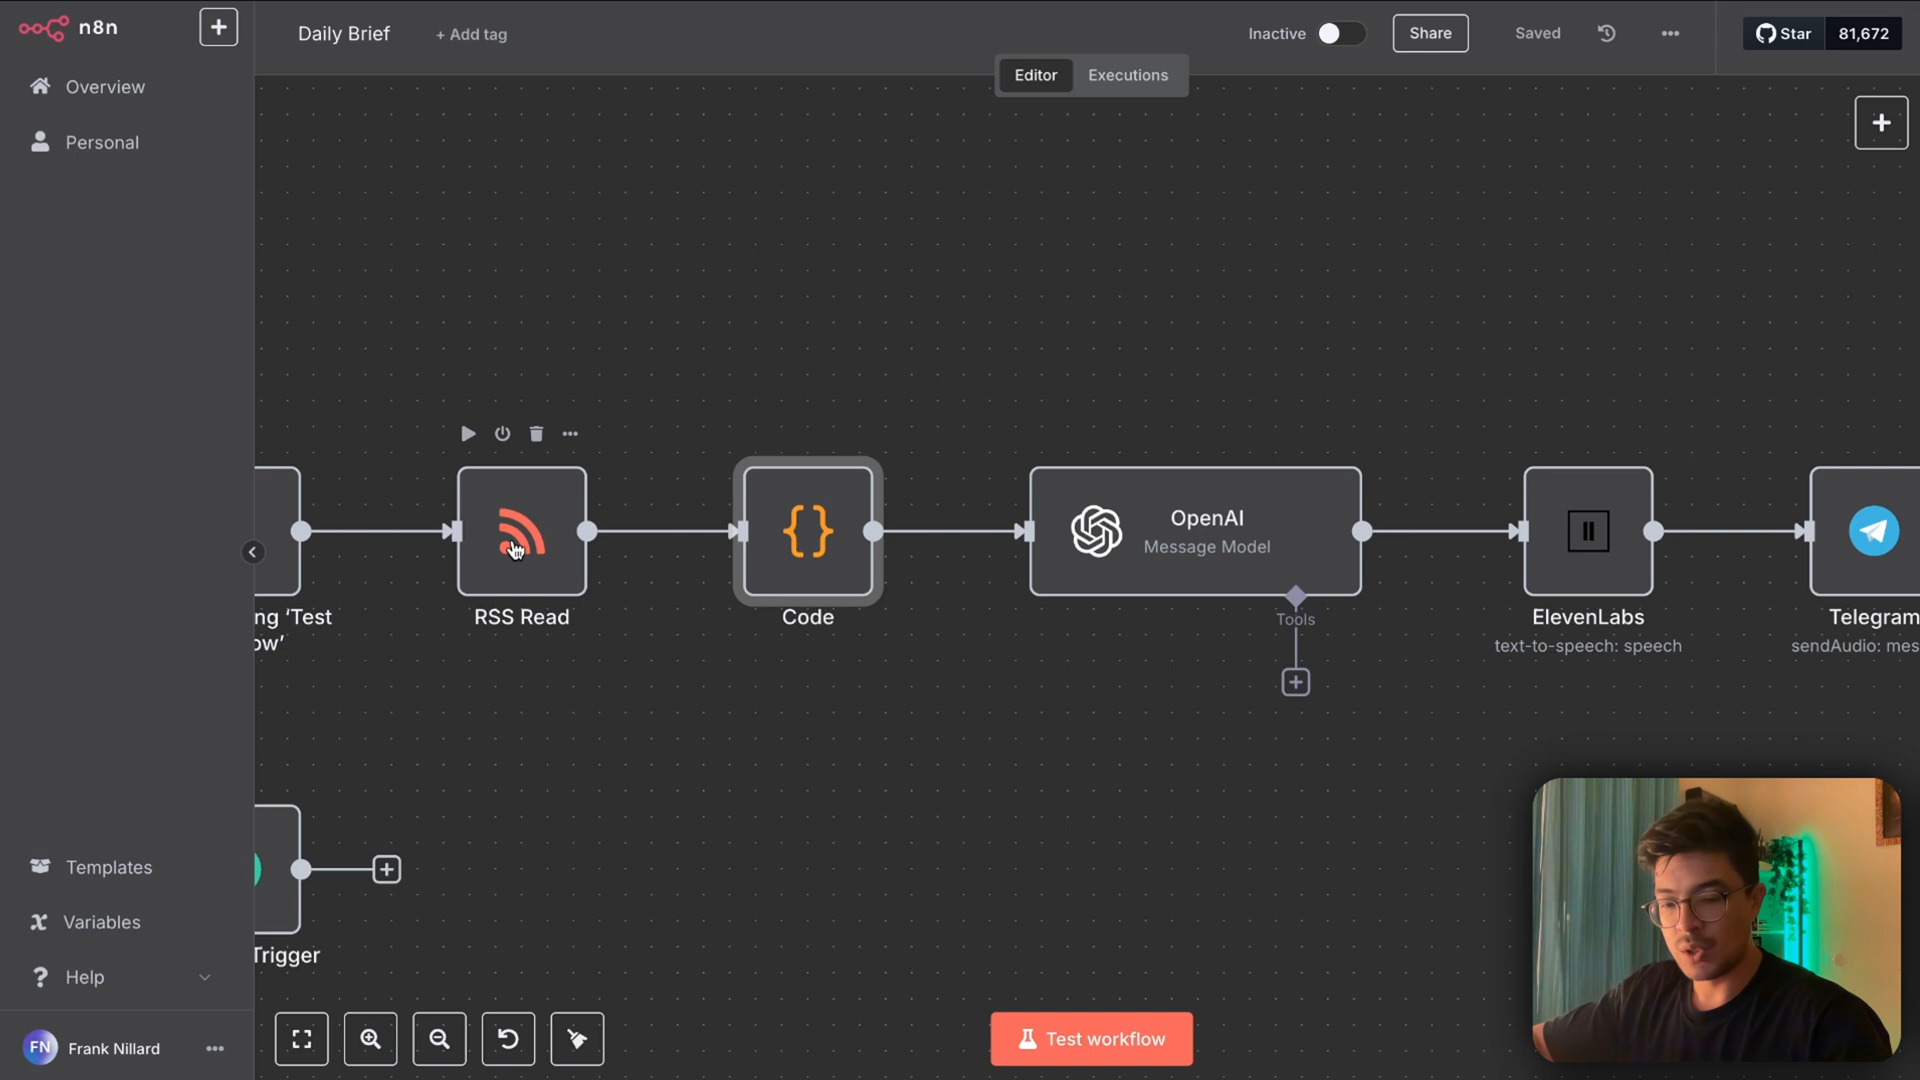 n8n
Daily Brief
+ Add tag
Inactive
Share
Saved
Star
81,672
Editor
Executions
Overview
Personal
OpenAI
Message Model
Tools
ng ‘Test
ow’
RSS Read
Code
ElevenLabs
text-to-speech: speech
Telegram
sendAudio: mes
Trigger
Templates
Variables
Help
FN
Frank Nillard
Test workflow